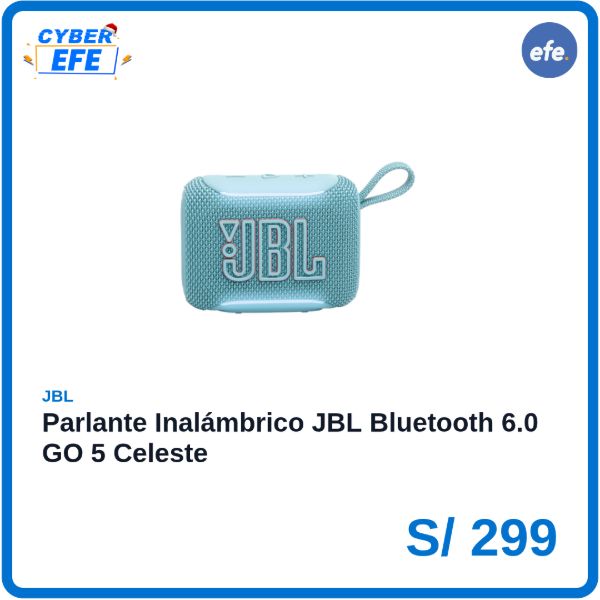 CYBER
EFE
efe.
JBL
JBL
Parlante Inalámbrico JBL Bluetooth 6.0
GO 5 Celeste
S/ 299